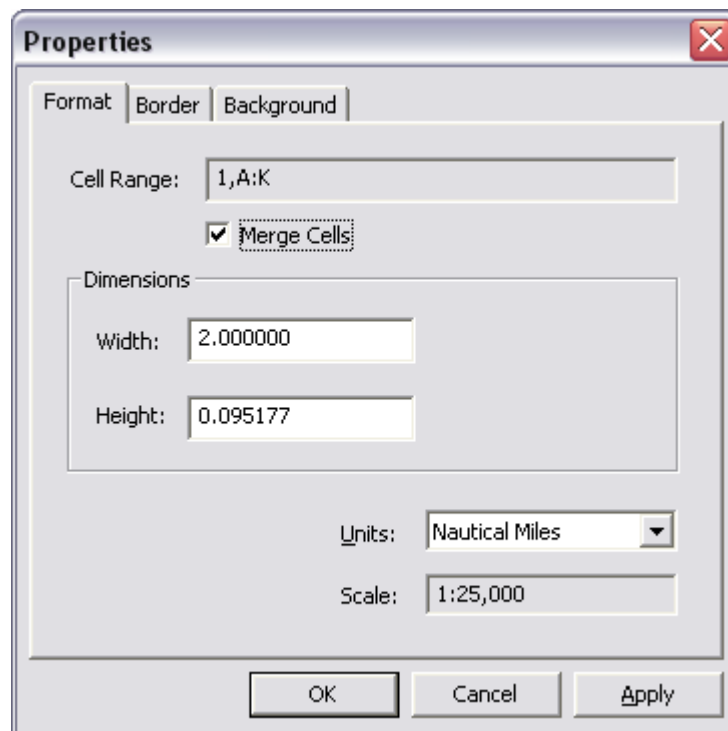 Properties
Format Border Background
Cell Range: 1,A:K
Merge Cells
Dimensions
Width: 2.000000
Height: 0.095177
Units: Nautical Miles
Scale: 1:25,000
OK Cancel Apply